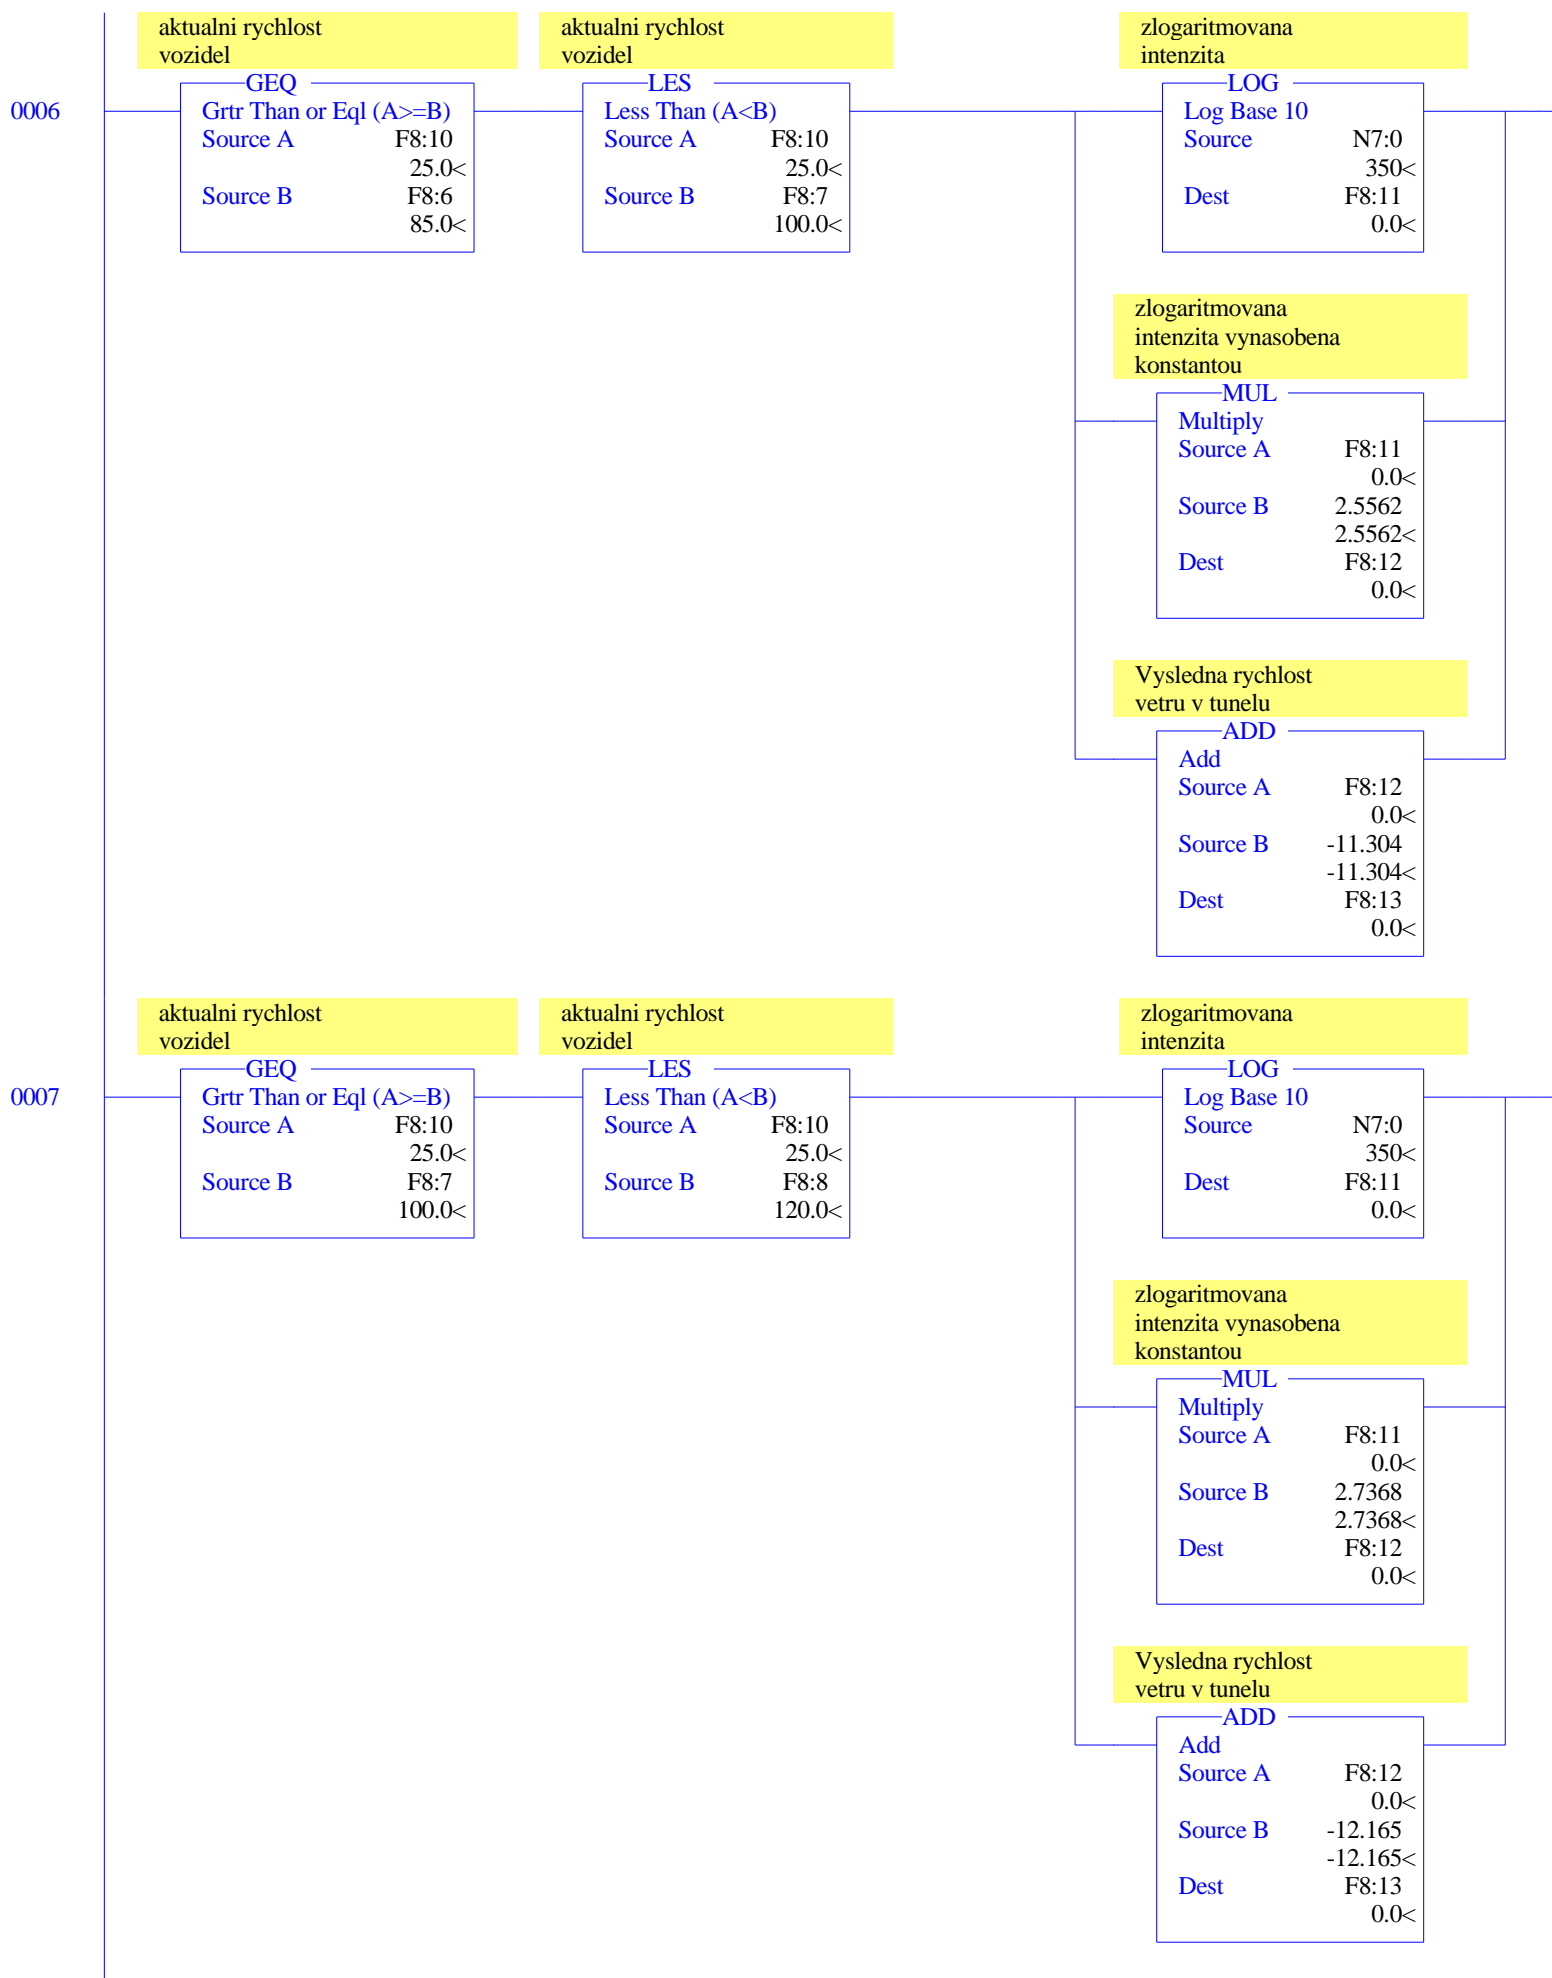 aktualni rychlost
vozidel
aktualni rychlost
vozidel
zlogaritmovana
intenzita
0006
GEQ
Grtr Than or Eql (A>=B)
Source A F8:10
25.0<
Source B F8:6
85.0<
LES
Less Than (A<B)
Source A F8:10
25.0<
Source B F8:7
100.0<
LOG
Log Base 10
Source N7:0
350<
Dest F8:11
0.0<
zlogaritmovana
intenzita vynasobena
konstantou
MUL
Multiply
Source A F8:11
0.0<
Source B 2.5562
2.5562<
Dest F8:12
0.0<
Vysledna rychlost
vetru v tunelu
ADD
Add
Source A F8:12
0.0<
Source B -11.304
-11.304<
Dest F8:13
0.0<
aktualni rychlost
vozidel
aktualni rychlost
vozidel
zlogaritmovana
intenzita
0007
GEQ
Grtr Than or Eql (A>=B)
Source A F8:10
25.0<
Source B F8:7
100.0<
LES
Less Than (A<B)
Source A F8:10
25.0<
Source B F8:8
120.0<
LOG
Log Base 10
Source N7:0
350<
Dest F8:11
0.0<
zlogaritmovana
intenzita vynasobena
konstantou
MUL
Multiply
Source A F8:11
0.0<
Source B 2.7368
2.7368<
Dest F8:12
0.0<
Vysledna rychlost
vetru v tunelu
ADD
Add
Source A F8:12
0.0<
Source B -12.165
-12.165<
Dest F8:13
0.0<